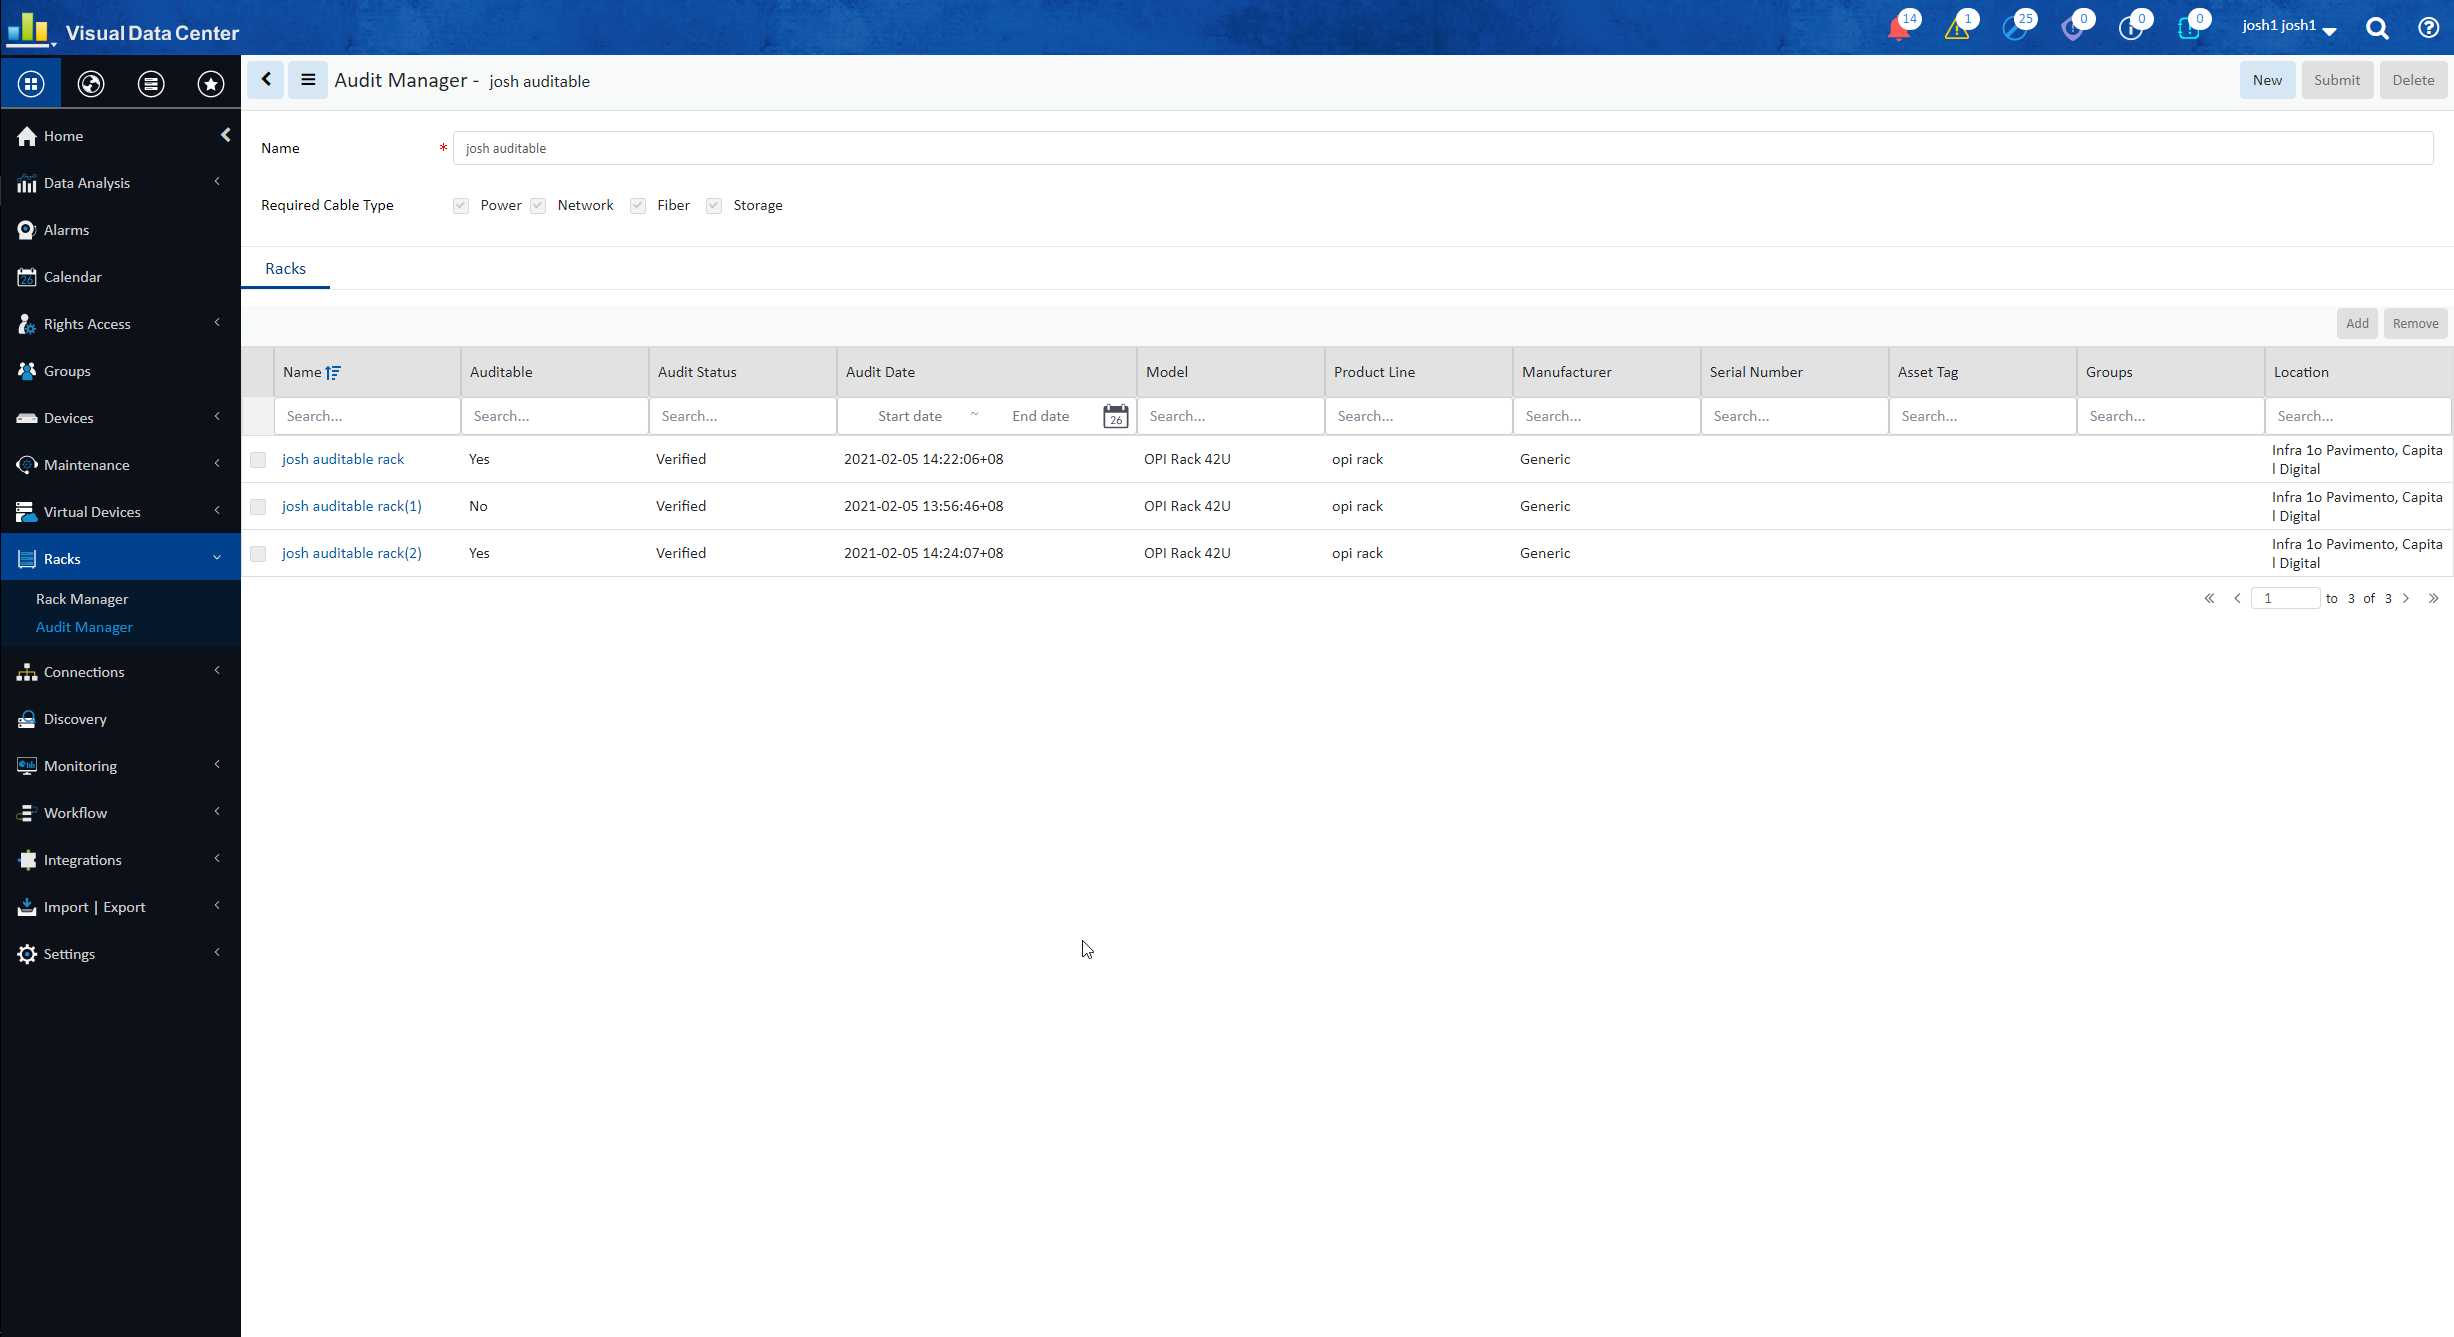 Visual Data Center
14 1 25 0 0 0 josh1 josh1
Audit Manager - josh auditable
New Submit Delete
Home
Data Analysis
Alarms
Calendar
26
Rights Access
Groups
Devices
Maintenance
Virtual Devices
Racks
Rack Manager
Audit Manager
Connections
Discovery
Monitoring
Workflow
Integrations
Import | Export
Settings
Name * josh auditable
Required Cable Type Power Network Fiber Storage
Racks
Add Remove
Name Auditable Audit Status Audit Date Model Product Line Manufacturer Serial Number Asset Tag Groups Location
Search... Search... Search... Start date ~ End date 26 Search... Search... Search... Search... Search... Search... Search...
josh auditable rack Yes Verified 2021-02-05 14:22:06+08 OPI Rack 42U opi rack Generic Infra 1o Pavimento, Capita
l Digital
josh auditable rack(1) No Verified 2021-02-05 13:56:46+08 OPI Rack 42U opi rack Generic Infra 1o Pavimento, Capita
l Digital
josh auditable rack(2) Yes Verified 2021-02-05 14:24:07+08 OPI Rack 42U opi rack Generic Infra 1o Pavimento, Capita
l Digital
1 to 3 of 3